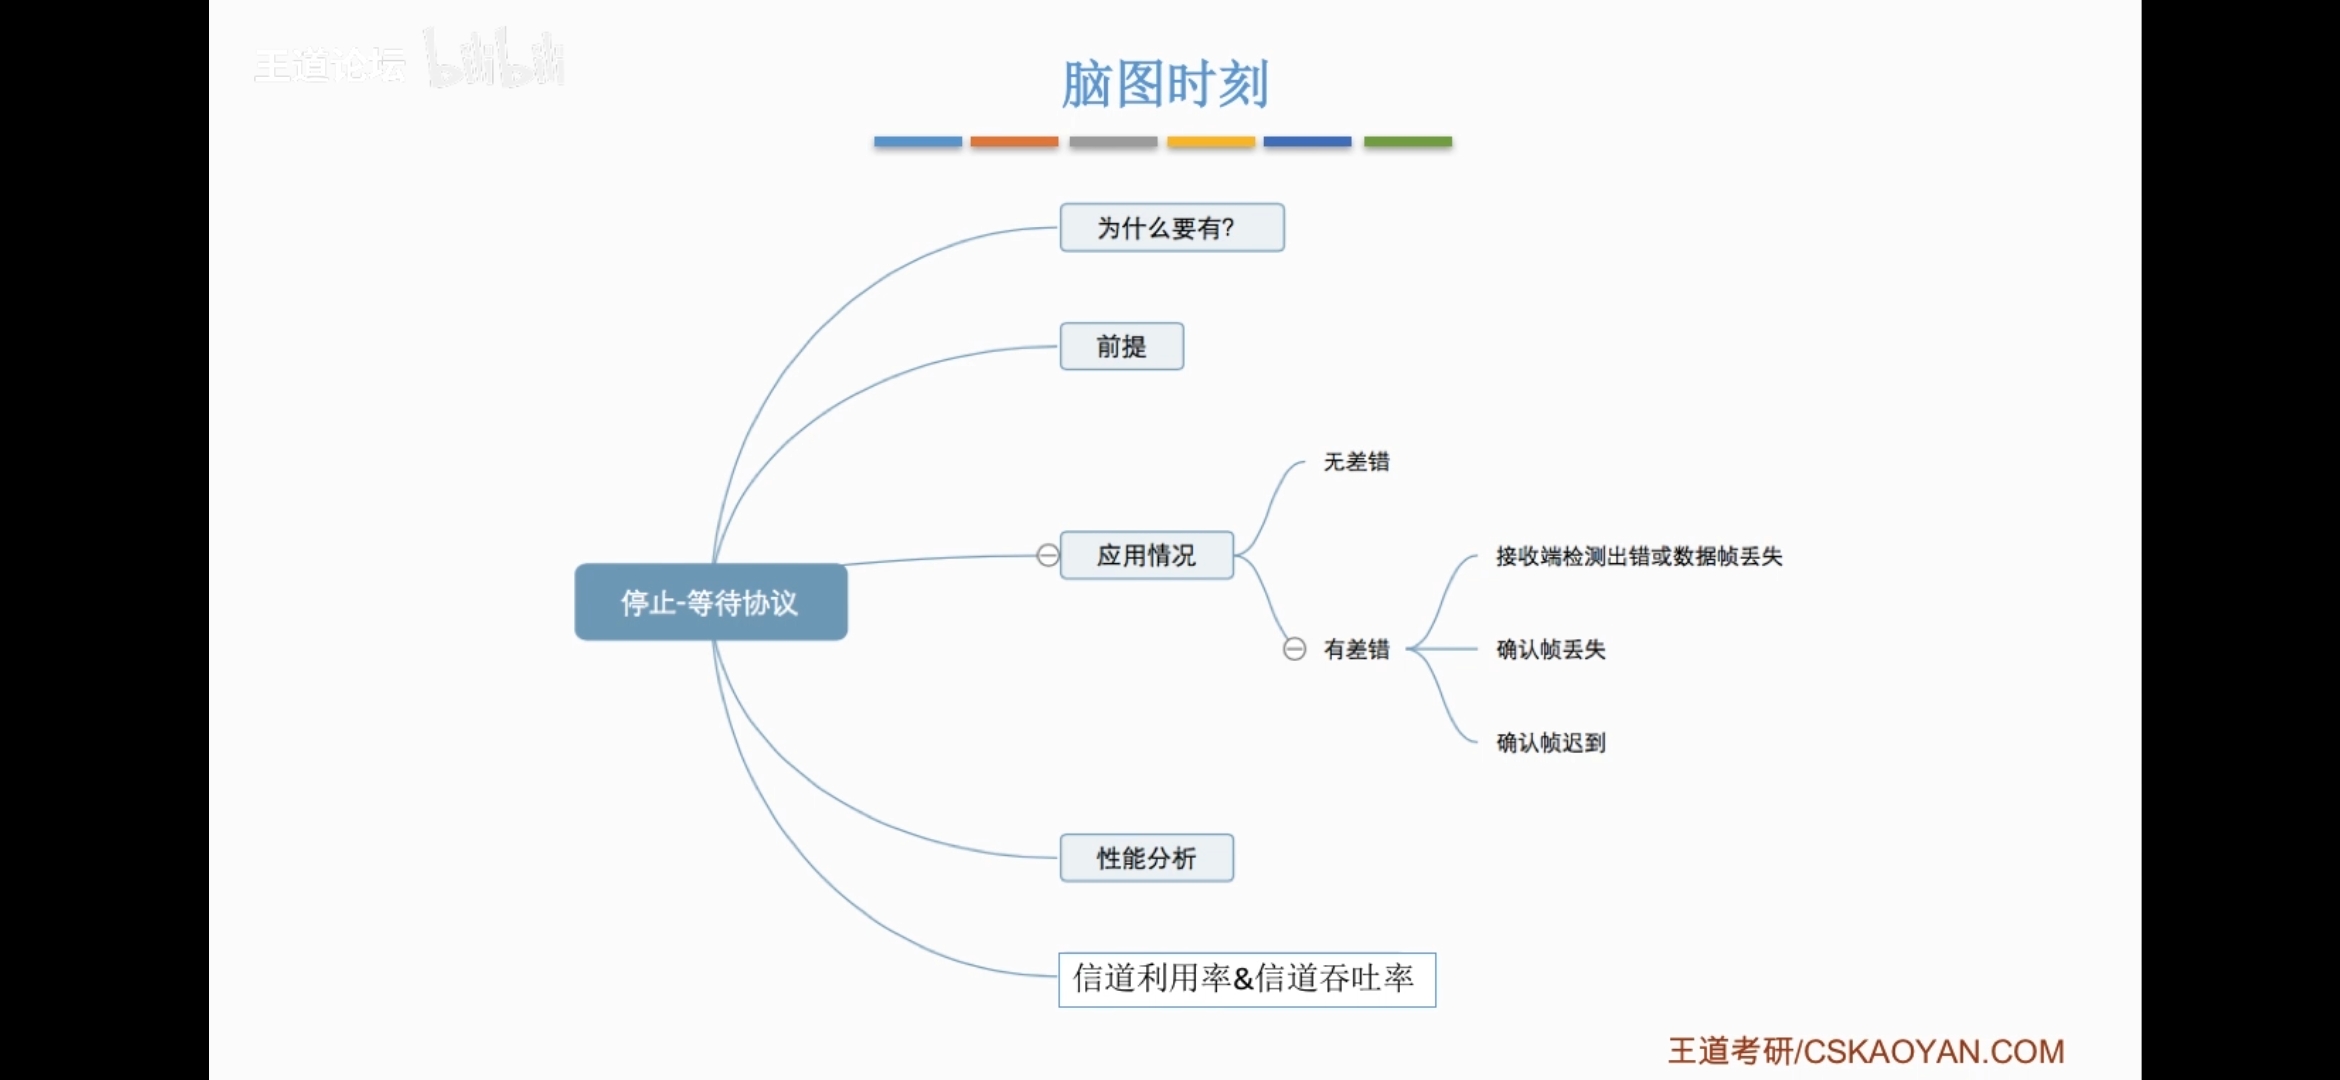 王道论坛 bilibili
脑图时刻
为什么要有?
前提
无差错
应用情况
接收端检测出错或数据帧丢失
停止-等待协议
有差错
确认帧丢失
确认帧迟到
性能分析
信道利用率&信道吞吐率
王道考研/CSKAOYAN.COM